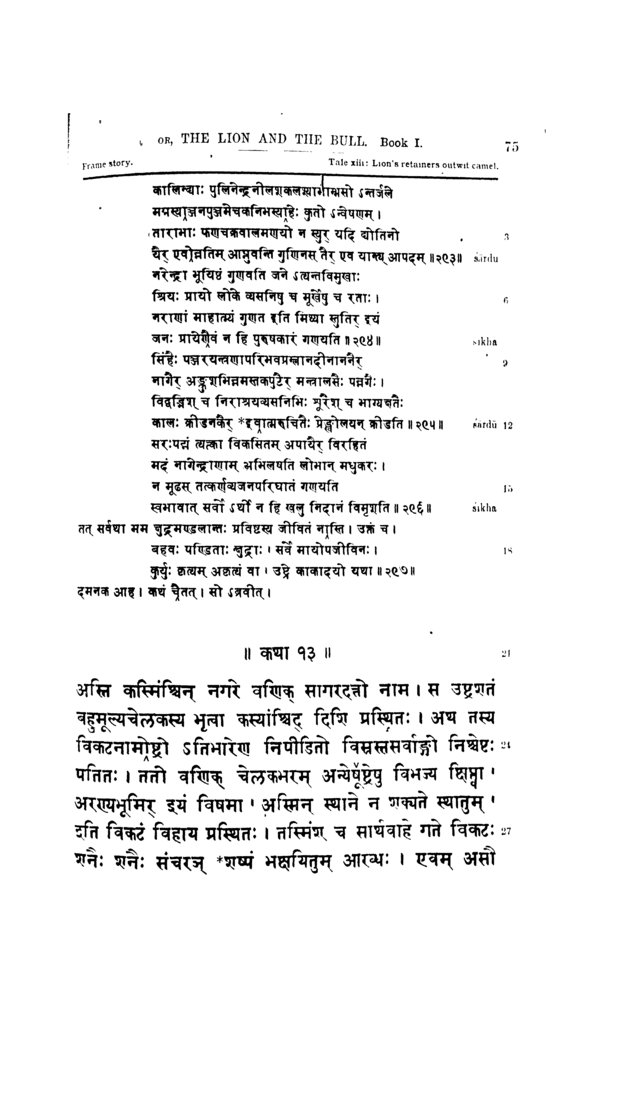 OR, THE LION AND THE BULL. Book I. 75
Frame story. Tale xiii: Lion's retainers outwit camel.
कालिन्द्याः पुलिनेन्द्रनीलशकलश्यामाम्भसो ऽन्तर्जले
मग्नस्याञ्जनपुञ्जमेचकनिभस्याहेः कुतो ऽन्वेषणम् ।
ताराभाः फणचक्रवालमणयो न स्युर् यदि द्योतिनो 3
यैर् एवोन्नतिम् आप्नुवन्ति गुणिनस् तैर् एव यान्त्य् आपदम् ॥२९३॥ śārdū
नरेन्द्रा भूयिष्ठं गुणवति जने ऽत्यन्तविमुखाः
श्रियः प्रायो लोके व्यसनिषु च मूर्खेषु च रताः । 6
नराणां माहात्म्यं गुणत इति मिथ्या स्तुतिर् इयं
जनः प्रायेणैवं न हि पुरुषकारं गणयति ॥२९४॥ śikha
सिंहैः पञ्जरयन्त्रणापरिभवप्रम्लानदीनाननैर् 9
नागैर् अङ्कुशभिन्नमस्तकपुटैर् मन्त्रालसैः पन्नगैः ।
विद्वद्भिश् च निराश्रयव्यसनिभिः शूरैश् च भाग्यक्षतैः
कालः क्रीडनकैर् *इवात्मरुचितैः प्रेङ्खोलयन् क्रीडति ॥२९५॥ śārdū 12
सरःपद्मं त्यक्त्वा विकसितम् अपायैर् विरहितं
मदं नागेन्द्राणाम् अभिलषति लोभान् मधुकरः ।
न मूढस् तत्कर्णव्यजनपरिघातं गणयति 15
स्वभावात् सर्वो ऽर्थी न हि खलु निदानं विमृशति ॥२९६॥ śikha
तत् सर्वथा मम क्षुद्रमण्डलान्तः प्रविष्टस्य जीवितं नास्ति । उक्तं च ।
बहवः पण्डिताः क्षुद्राः । सर्वे मायोपजीविनः । 18
कुर्युः कृत्यम् अकृत्यं वा । उष्ट्रे काकादयो यथा ॥२९७॥
दमनक आह । कथं चैतत् । सो ऽब्रवीत् ।
॥ कथा १३ ॥ 21
अस्ति कस्मिंश्चिन् नगरे वणिक् सागरदत्तो नाम । स उष्ट्रशतं
बहुमूल्यचेलकस्य भृत्वा कस्यांश्चिद् दिशि प्रस्थितः । अथ तस्य
विकटनामोष्ट्रो ऽतिभारेण निपीडितो विस्रस्तसर्वाङ्गो निश्चेष्टः 24
पतितः । ततो वणिक् चेलकभरम् अन्येषूष्ट्रेषु विभज्य क्षिप्त्वा ।
अरण्यभूमिर् इयं विषमा । अस्मिन् स्थाने न शक्यते स्थातुम् ।
इति विकटं विहाय प्रस्थितः । तस्मिंश् च सार्थवाहे गते विकटः 27
शनैः शनैः संचरञ् *शष्पं भक्षयितुम् आरब्धः । एवम् असौ